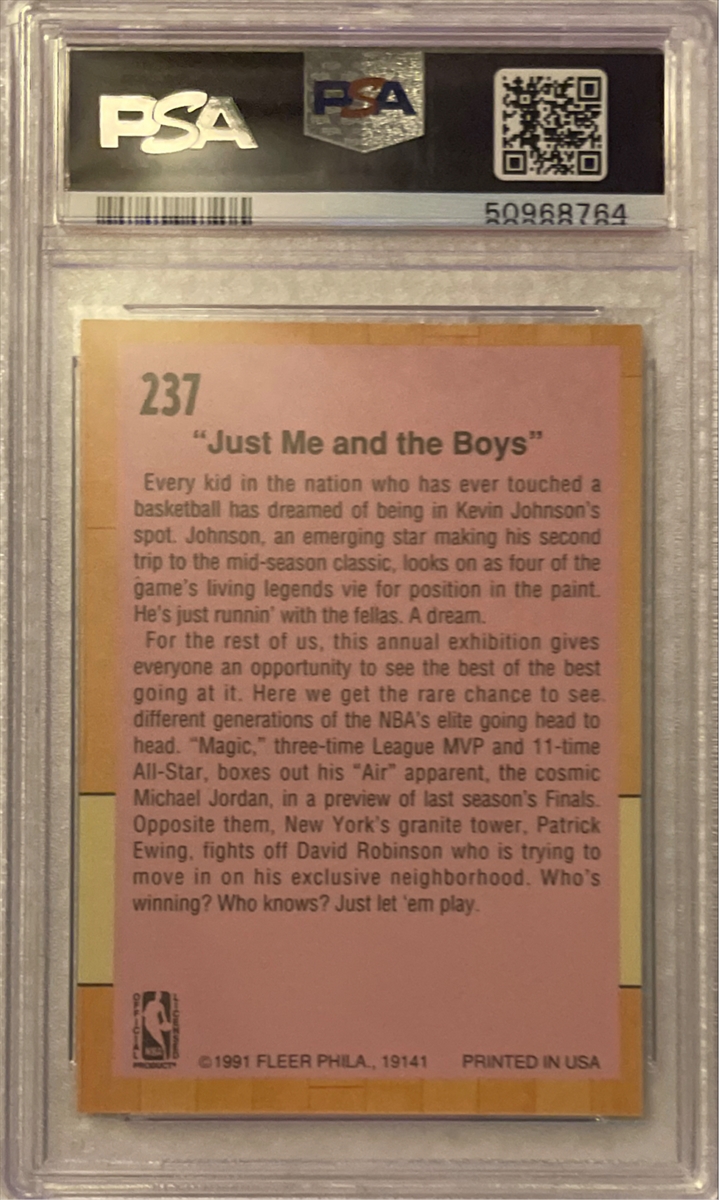 PSA
PSA
50968764
237
“Just Me and the Boys”
Every kid in the nation who has ever touched a
basketball has dreamed of being in Kevin Johnson's
spot. Johnson, an emerging star making his second
trip to the mid-season classic, looks on as four of the
game's living legends vie for position in the paint.
He's just runnin' with the fellas. A dream.
For the rest of us, this annual exhibition gives
everyone an opportunity to see the best of the best
going at it. Here we get the rare chance to see
different generations of the NBA's elite going head to
head. “Magic,” three-time League MVP and 11-time
All-Star, boxes out his “Air” apparent, the cosmic
Michael Jordan, in a preview of last season's Finals.
Opposite them, New York's granite tower, Patrick
Ewing, fights off David Robinson who is trying to
move in on his exclusive neighborhood. Who's
winning? Who knows? Just let 'em play.
OFFICIAL
LICENSED
NBA
PRODUCT
©1991 FLEER PHILA., 19141 PRINTED IN USA